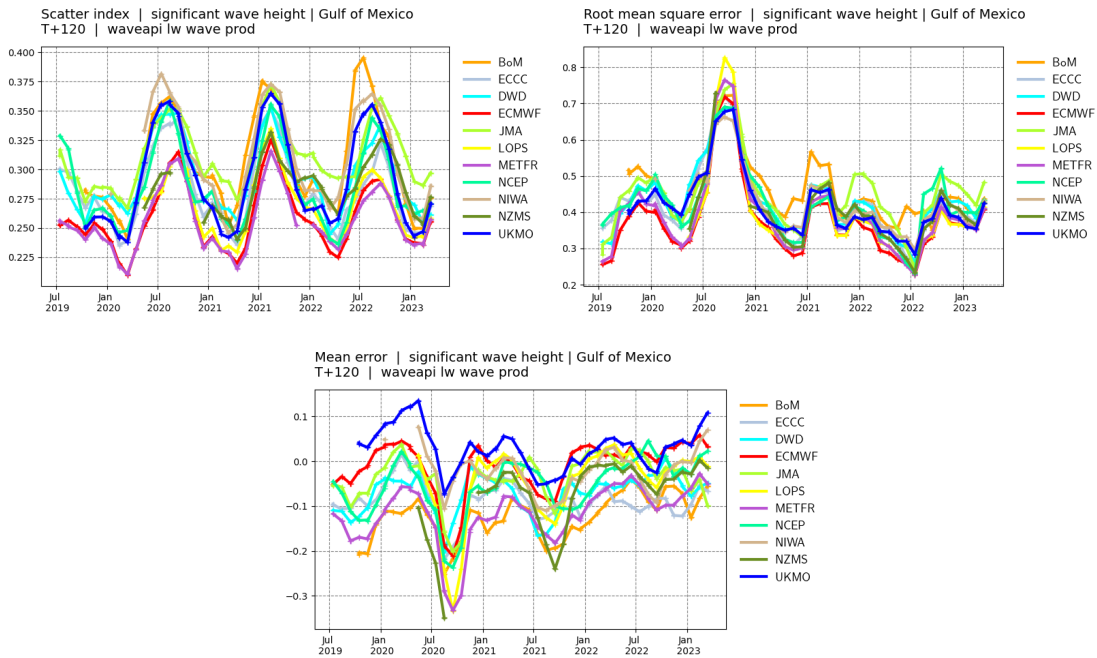 Scatter index | significant wave height | Gulf of Mexico
T+120 | waveapi lw wave prod
0.400
0.375
0.350
0.325
0.300
0.275
0.250
0.225
Jul 2019
Jan 2020
Jul 2020
Jan 2021
Jul 2021
Jan 2022
Jul 2022
Jan 2023
BoM
ECCC
DWD
ECMWF
JMA
LOPS
METFR
NCEP
NIWA
NZMS
UKMO
Root mean square error | significant wave height | Gulf of Mexico
T+120 | waveapi lw wave prod
0.8
0.7
0.6
0.5
0.4
0.3
0.2
Jul 2019
Jan 2020
Jul 2020
Jan 2021
Jul 2021
Jan 2022
Jul 2022
Jan 2023
BoM
ECCC
DWD
ECMWF
JMA
LOPS
METFR
NCEP
NIWA
NZMS
UKMO
Mean error | significant wave height | Gulf of Mexico
T+120 | waveapi lw wave prod
0.1
0.0
−0.1
−0.2
−0.3
Jul 2019
Jan 2020
Jul 2020
Jan 2021
Jul 2021
Jan 2022
Jul 2022
Jan 2023
BoM
ECCC
DWD
ECMWF
JMA
LOPS
METFR
NCEP
NIWA
NZMS
UKMO